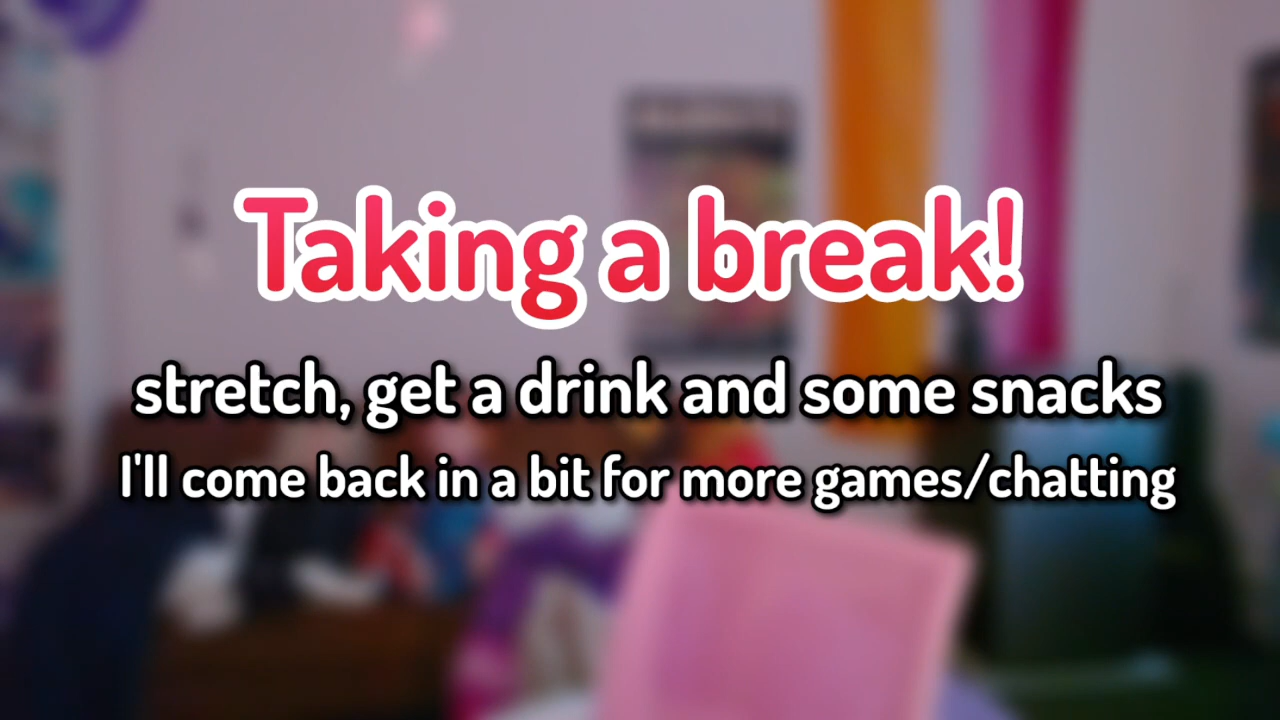 Taking a break!
stretch, get a drink and some snacks
I'll come back in a bit for more games/chatting